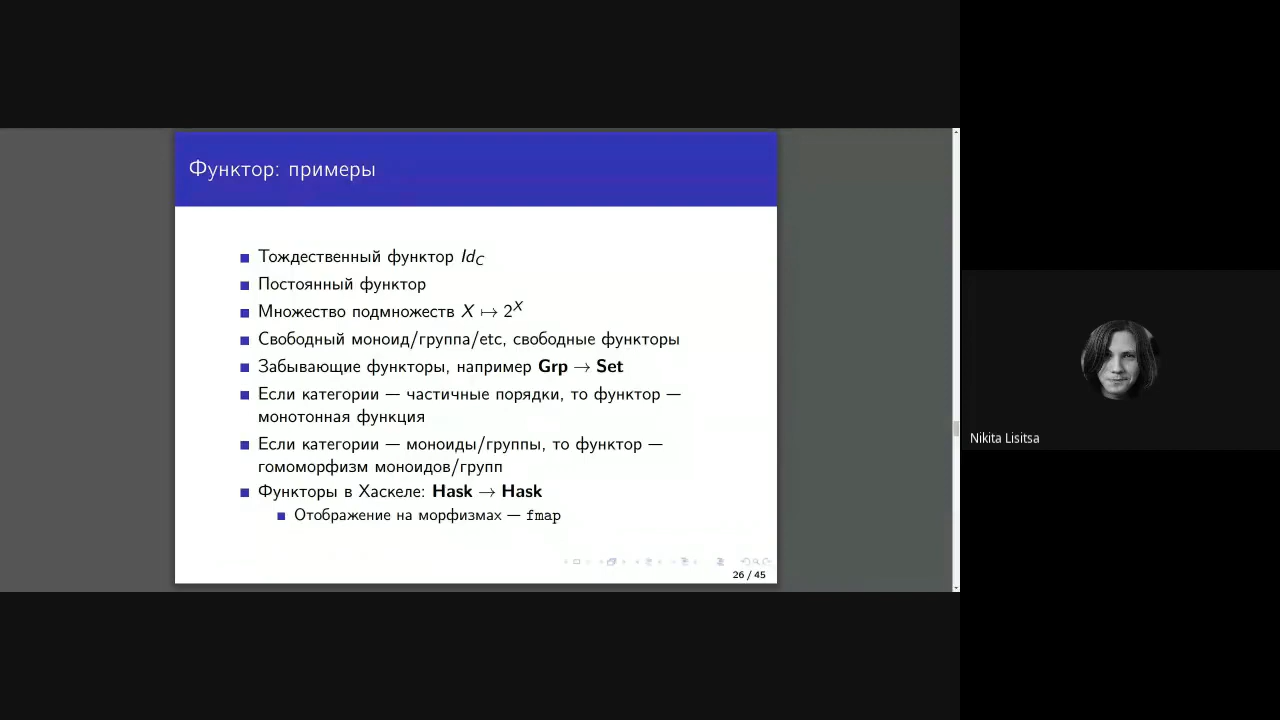 Функтор: примеры
Тождественный функтор Id_C
Постоянный функтор
Множество подмножеств X ↦ 2^X
Свободный моноид/группа/etc, свободные функторы
Забывающие функторы, например Grp → Set
Если категории — частичные порядки, то функтор —
монотонная функция
Если категории — моноиды/группы, то функтор —
гомоморфизм моноидов/групп
Функторы в Хаскеле: Hask → Hask
Отображение на морфизмах — fmap
26 / 45
Nikita Lisitsa